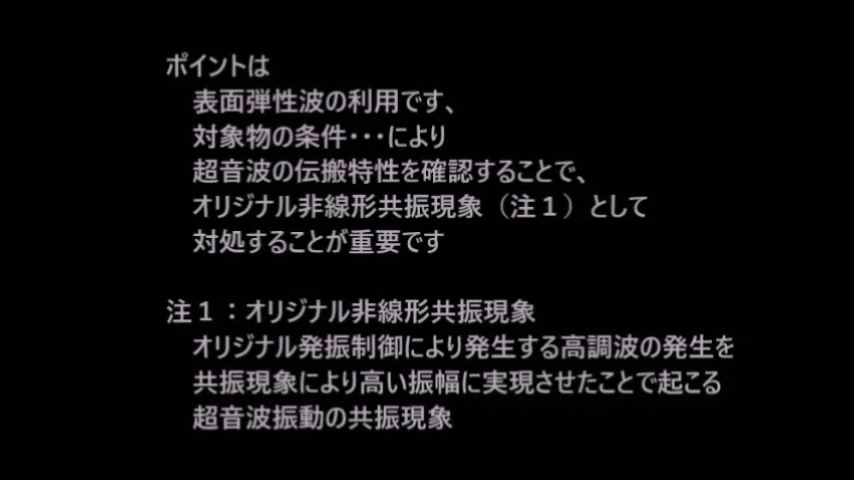 ポイントは
表面弾性波の利用です、
対象物の条件・・・により
超音波の伝搬特性を確認することで、
オリジナル非線形共振現象（注１）として
対処することが重要です
注１：オリジナル非線形共振現象
オリジナル発振制御により発生する高調波の発生を
共振現象により高い振幅に実現させたことで起こる
超音波振動の共振現象